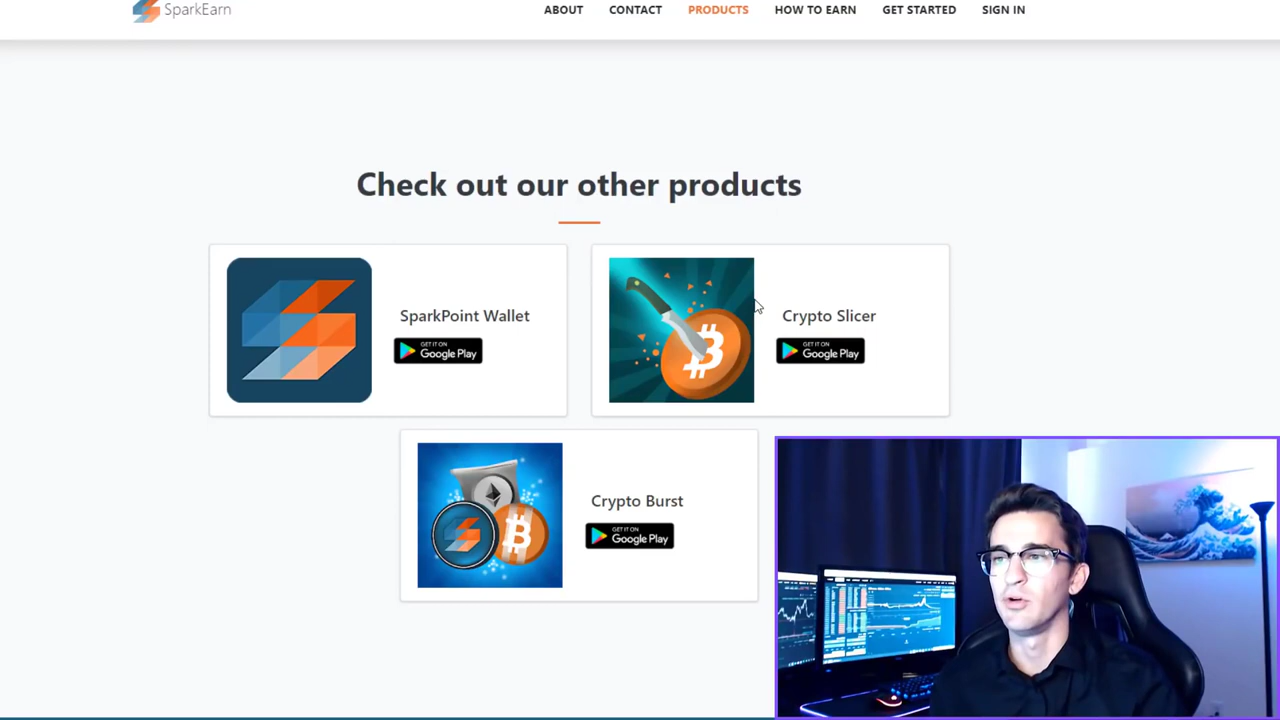 SparkEarn
ABOUT CONTACT PRODUCTS HOW TO EARN GET STARTED SIGN IN
Check out our other products
SparkPoint Wallet
GET IT ON
Google Play
Crypto Slicer
GET IT ON
Google Play
Crypto Burst
GET IT ON
Google Play